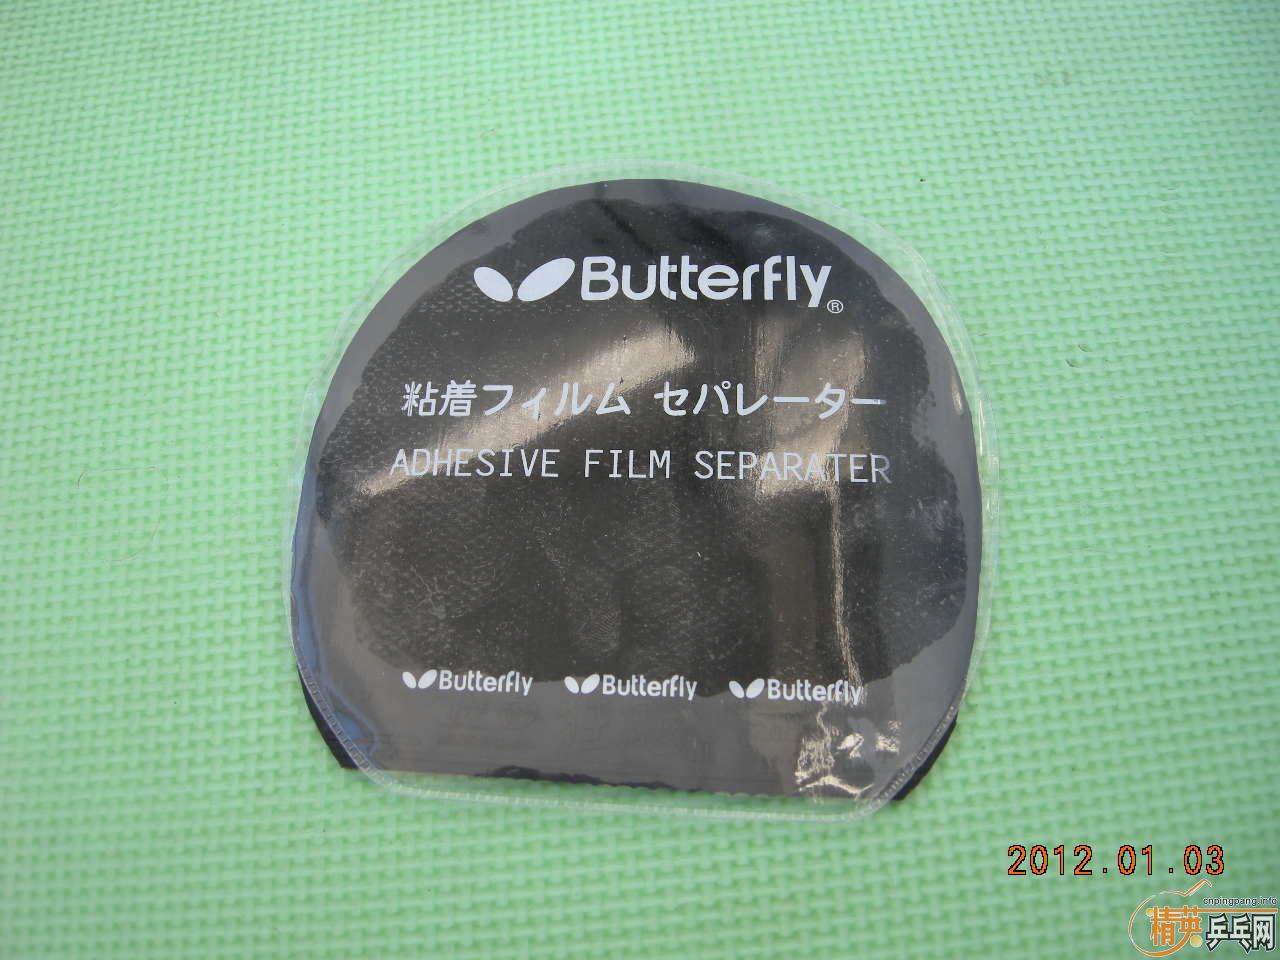 Butterfly®
粘着フィルム セパレーター
ADHESIVE FILM SEPARATER
Butterfly Butterfly Butterfly
2012.01.03
cnpingpang.info
精英乒乓网